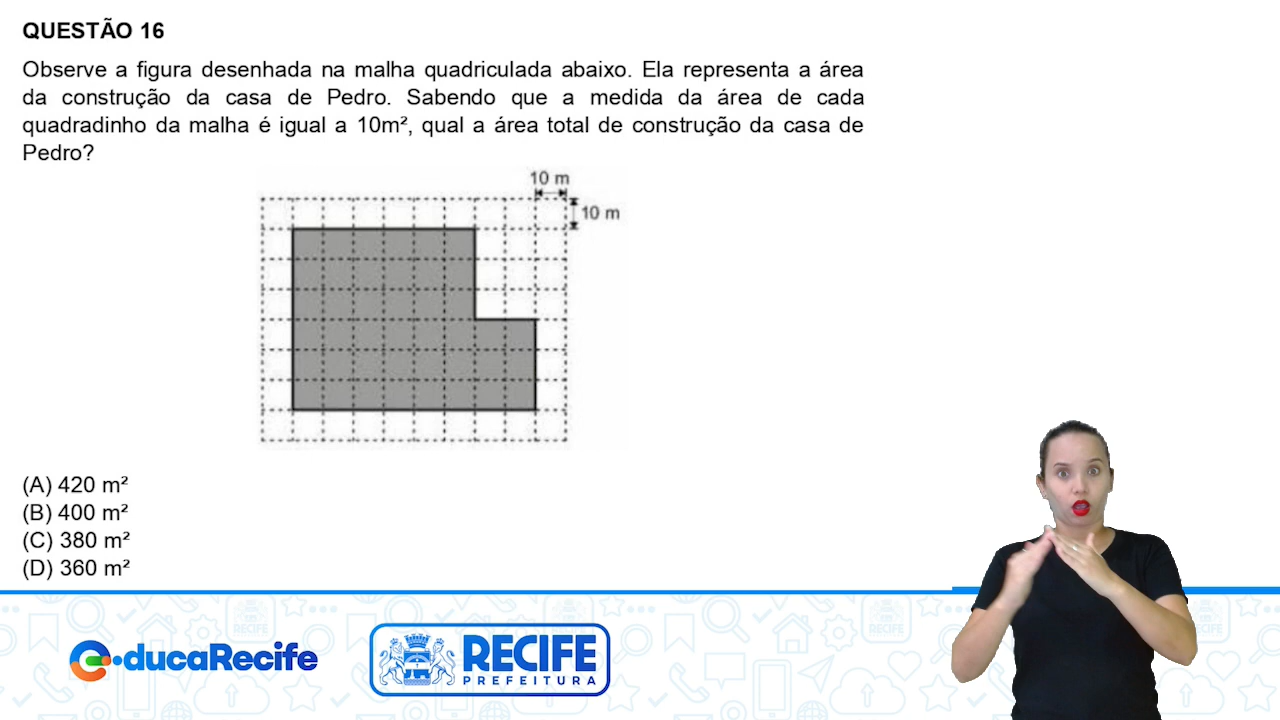 QUESTÃO 16
Observe a figura desenhada na malha quadriculada abaixo. Ela representa a área
da construção da casa de Pedro. Sabendo que a medida da área de cada
quadradinho da malha é igual a 10m², qual a área total de construção da casa de
Pedro?
10 m
10 m
(A) 420 m²
(B) 400 m²
(C) 380 m²
(D) 360 m²
educaRecife
RECIFE
PREFEITURA